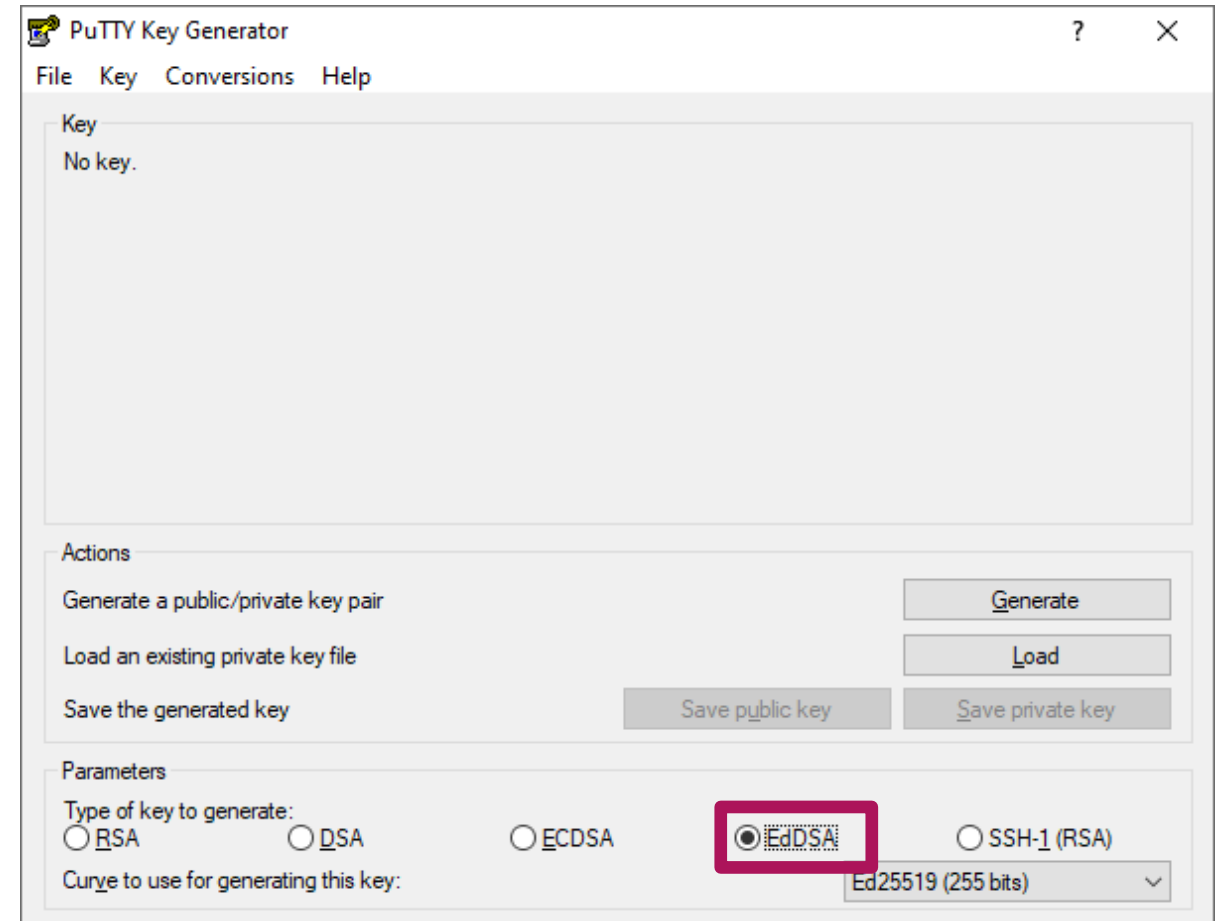 PuTTY Key Generator ?
File Key Conversions Help
Key
No key.
Actions
Generate a public/private key pair Generate
Load an existing private key file Load
Save the generated key Save public key Save private key
Parameters
Type of key to generate:
RSA DSA ECDSA EdDSA SSH-1 (RSA)
Curve to use for generating this key: Ed25519 (255 bits)